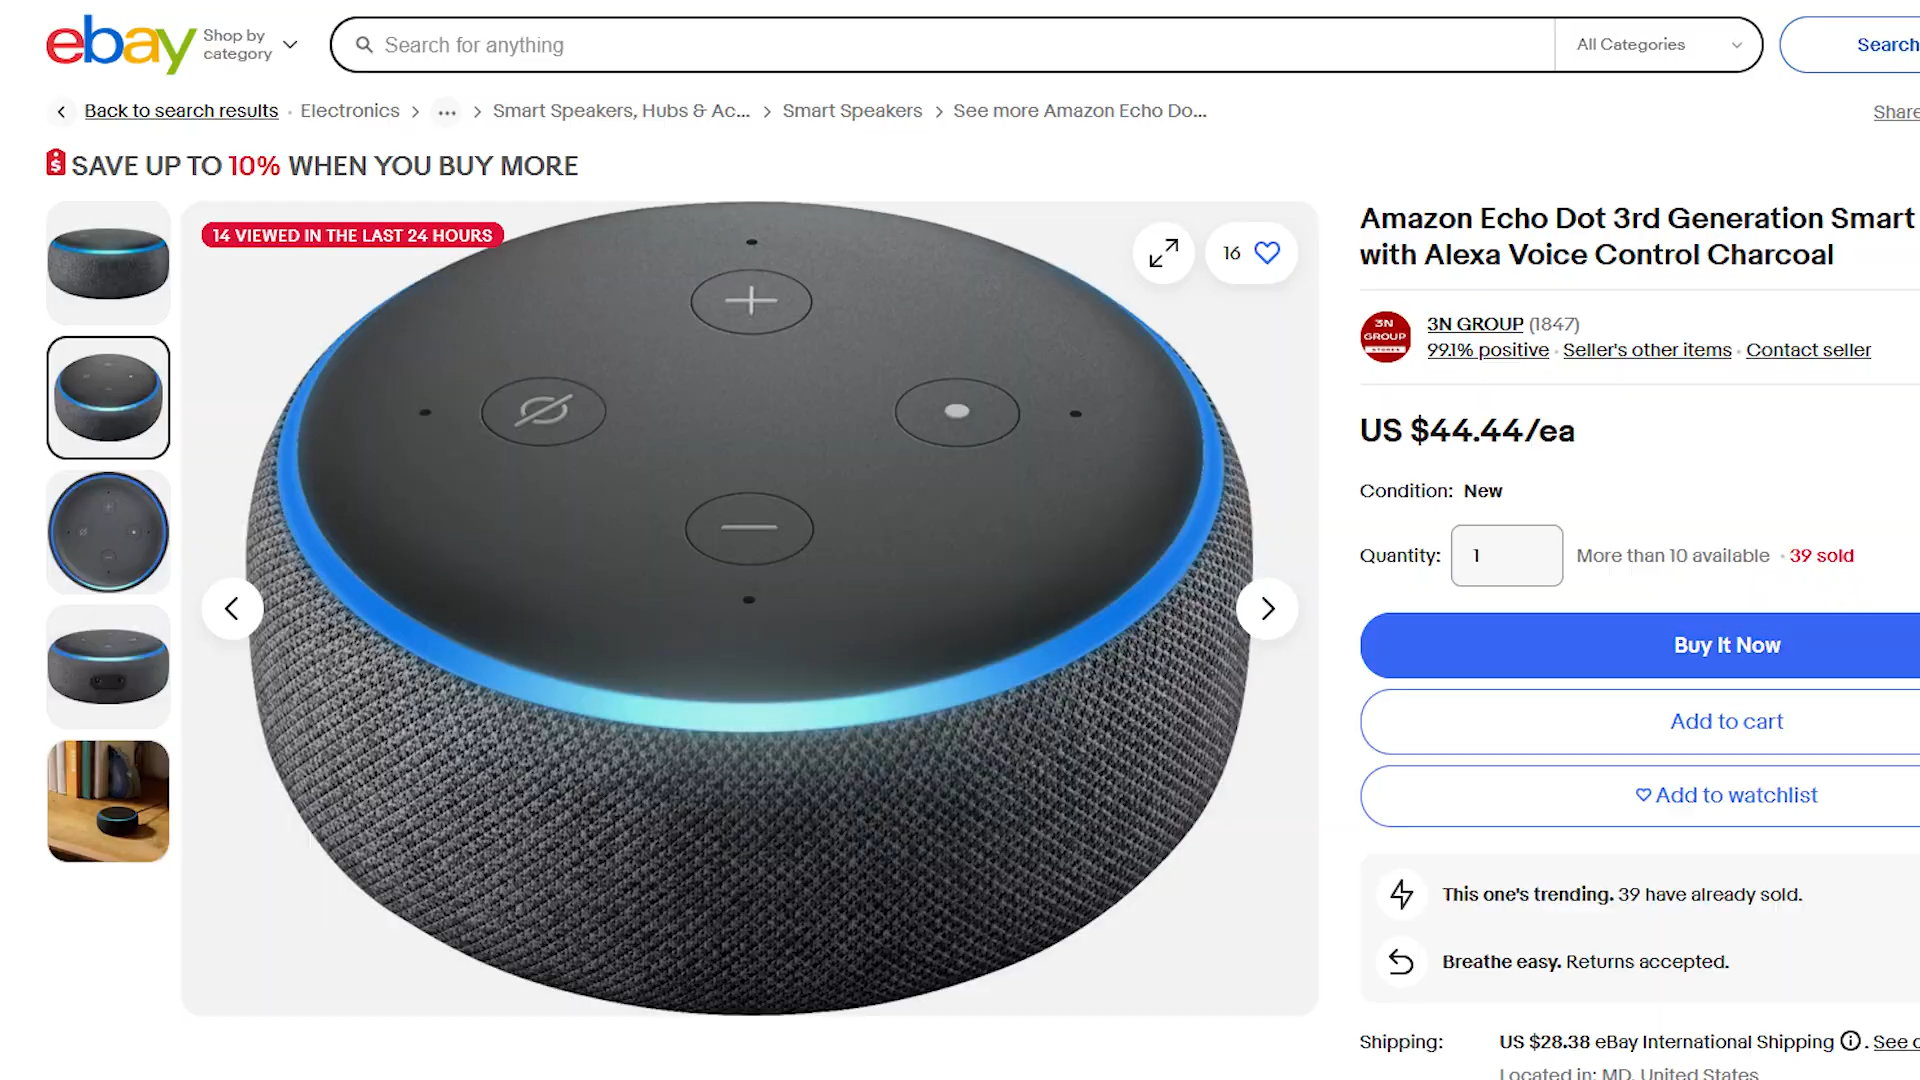 ebay
Shop by
category
Search for anything
All Categories
Search
Back to search results
Electronics
...
Smart Speakers, Hubs & Ac...
Smart Speakers
See more Amazon Echo Do...
Share
$ SAVE UP TO 10% WHEN YOU BUY MORE
14 VIEWED IN THE LAST 24 HOURS
16
Amazon Echo Dot 3rd Generation Smart
with Alexa Voice Control Charcoal
3N
GROUP
3N GROUP (1847)
99.1% positive · Seller's other items · Contact seller
US $44.44/ea
Condition: New
Quantity: 1 More than 10 available · 39 sold
Buy It Now
Add to cart
Add to watchlist
This one's trending. 39 have already sold.
Breathe easy. Returns accepted.
Shipping: US $28.38 eBay International Shipping . See
Located in: MD, United States